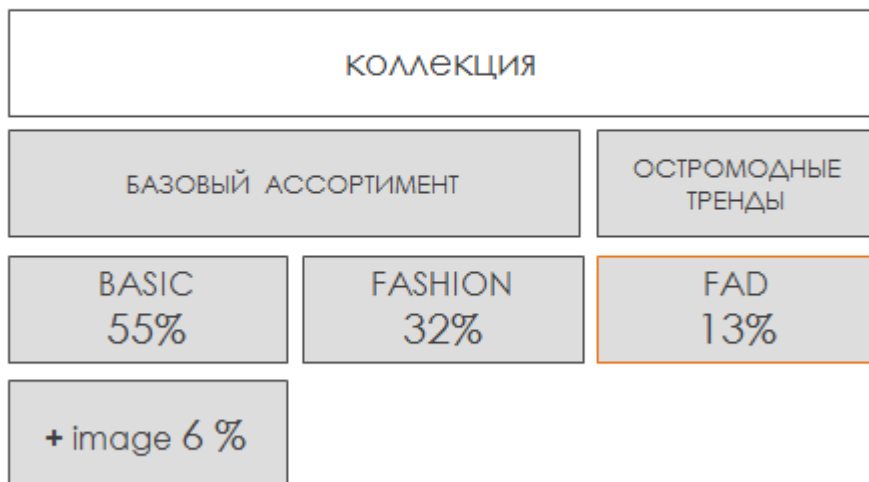 коллекция
БАЗОВЫЙ АССОРТИМЕНТ
ОСТРОМОДНЫЕ
ТРЕНДЫ
BASIC
55%
FASHION
32%
FAD
13%
+ image 6 %